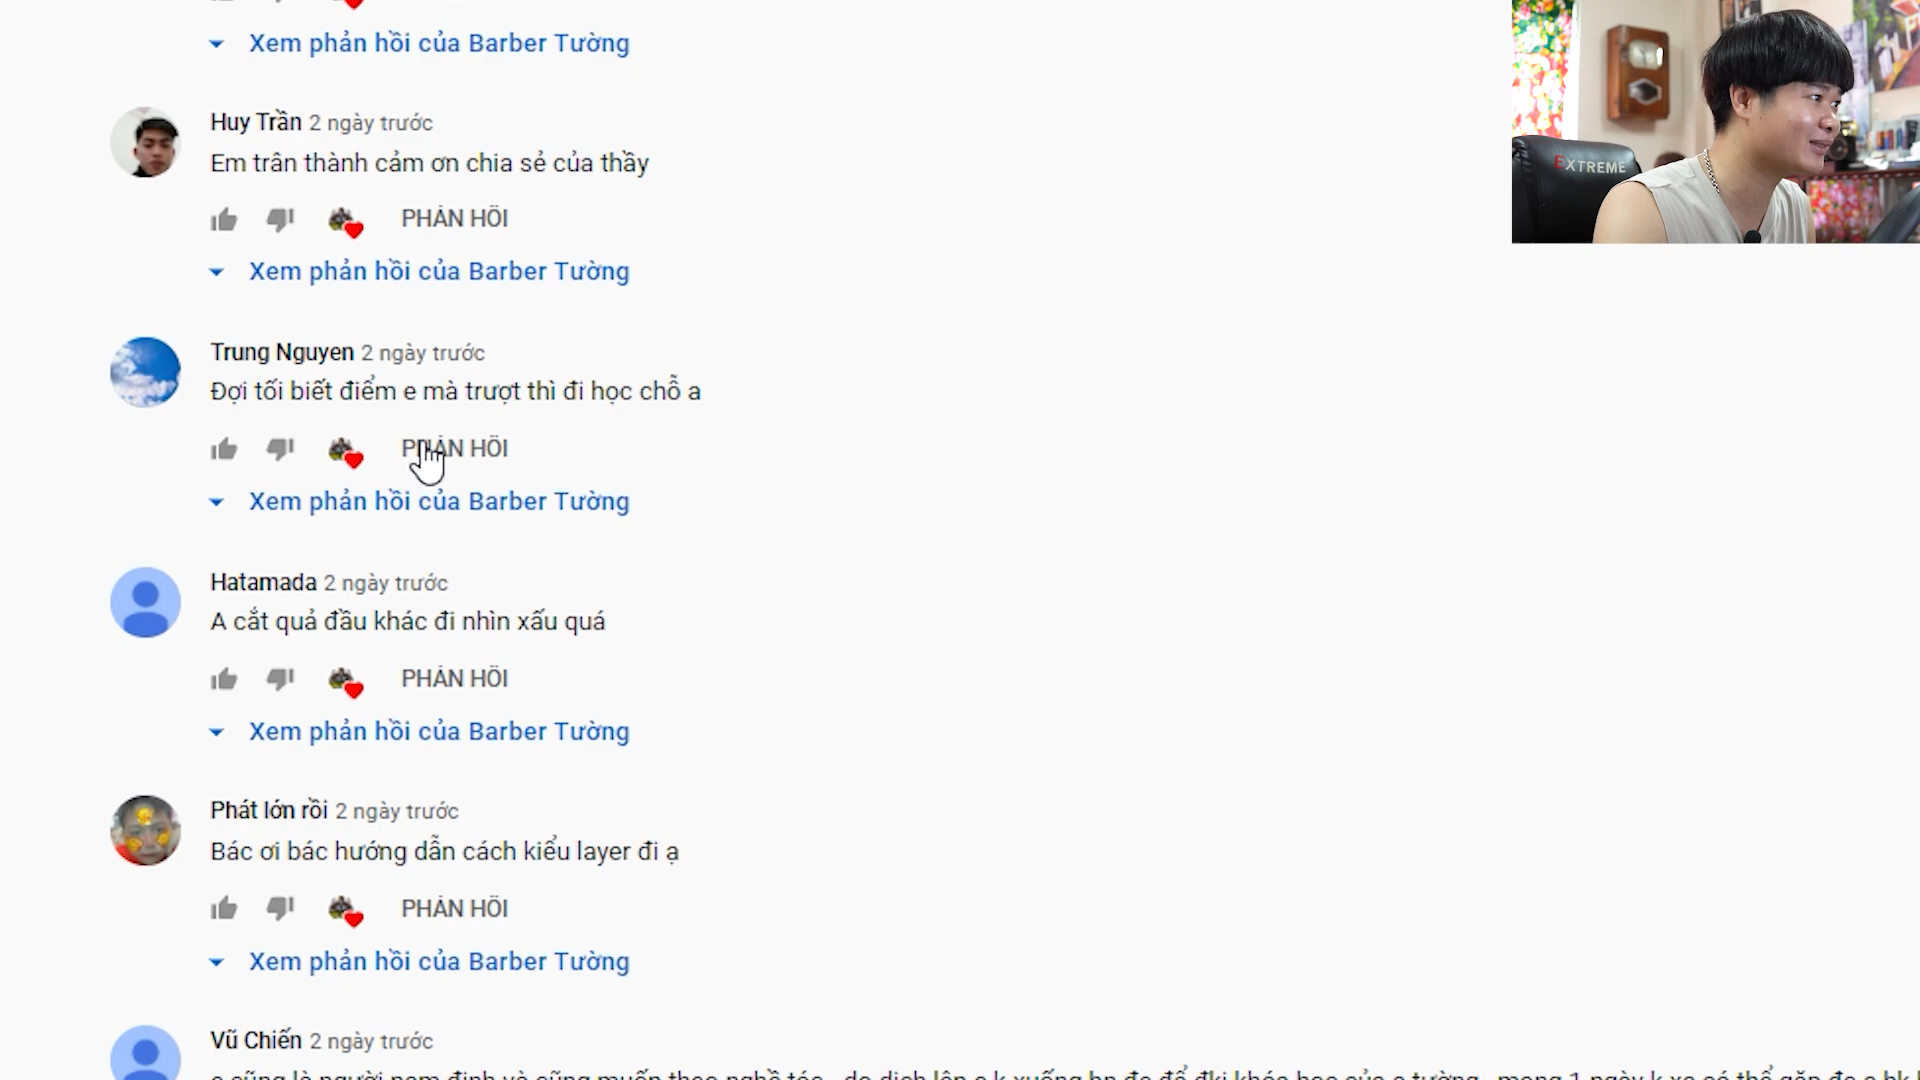 Xem phản hồi của Barber Tường
Huy Trần 2 ngày trước
Em trân thành cảm ơn chia sẻ của thầy
PHẢN HỒI
Xem phản hồi của Barber Tường
Trung Nguyen 2 ngày trước
Đợi tối biết điểm e mà trượt thì đi học chỗ a
PHẢN HỒI
Xem phản hồi của Barber Tường
Hatamada 2 ngày trước
A cắt quả đầu khác đi nhìn xấu quá
PHẢN HỒI
Xem phản hồi của Barber Tường
Phát lớn rồi 2 ngày trước
Bác ơi bác hướng dẫn cách kiểu layer đi ạ
PHẢN HỒI
Xem phản hồi của Barber Tường
Vũ Chiến 2 ngày trước
EXTREME